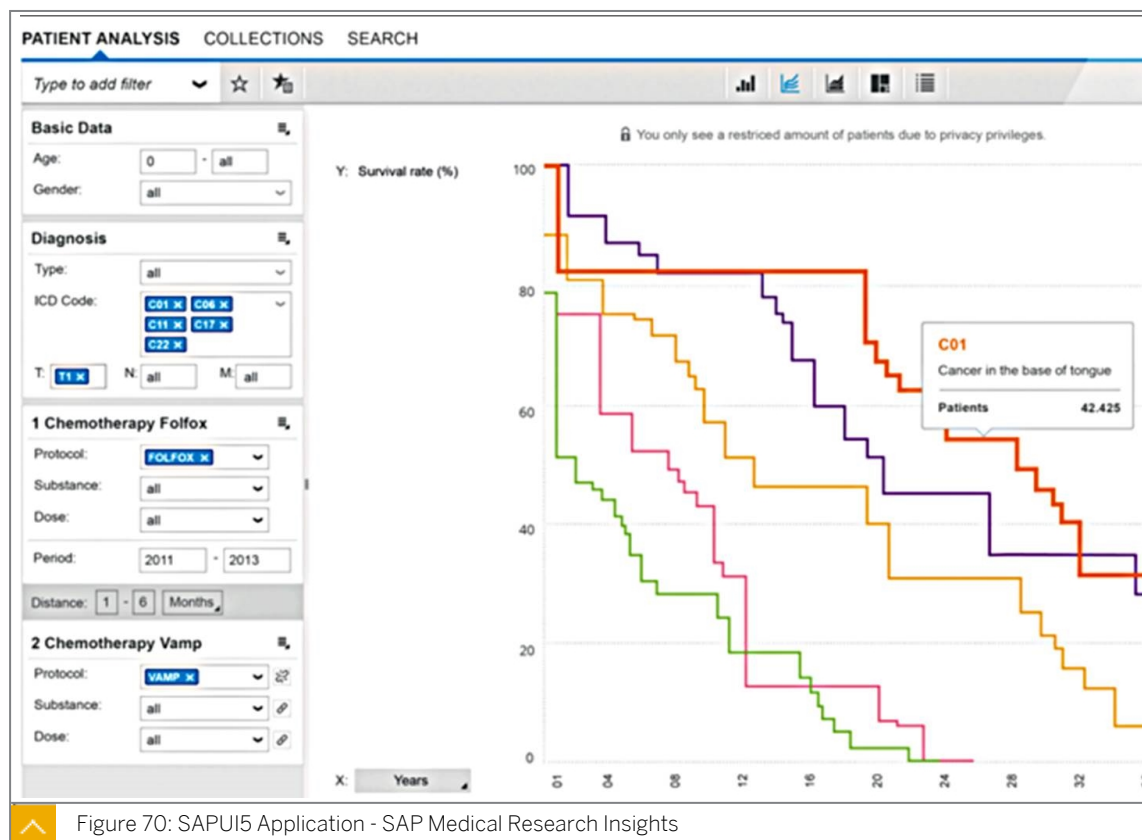 PATIENT ANALYSIS COLLECTIONS SEARCH
Type to add filter
Basic Data
Age: 0 - all
Gender: all
Diagnosis
Type: all
ICD Code: C01 × C06 ×
C11 × C17 ×
C22 ×
T: T1 × N: all M: all
1 Chemotherapy Folfox
Protocol: FOLFOX ×
Substance: all
Dose: all
Period: 2011 - 2013
Distance: 1 - 6 Months
2 Chemotherapy Vamp
Protocol: VAMP ×
Substance: all
Dose: all
You only see a restriced amount of patients due to privacy privileges.
Y: Survival rate (%)
100
80
60
40
20
0
C01
Cancer in the base of tongue
Patients 42.425
X: Years
01 04 08 12 16 20 24 28 32
Figure 70: SAPUI5 Application - SAP Medical Research Insights